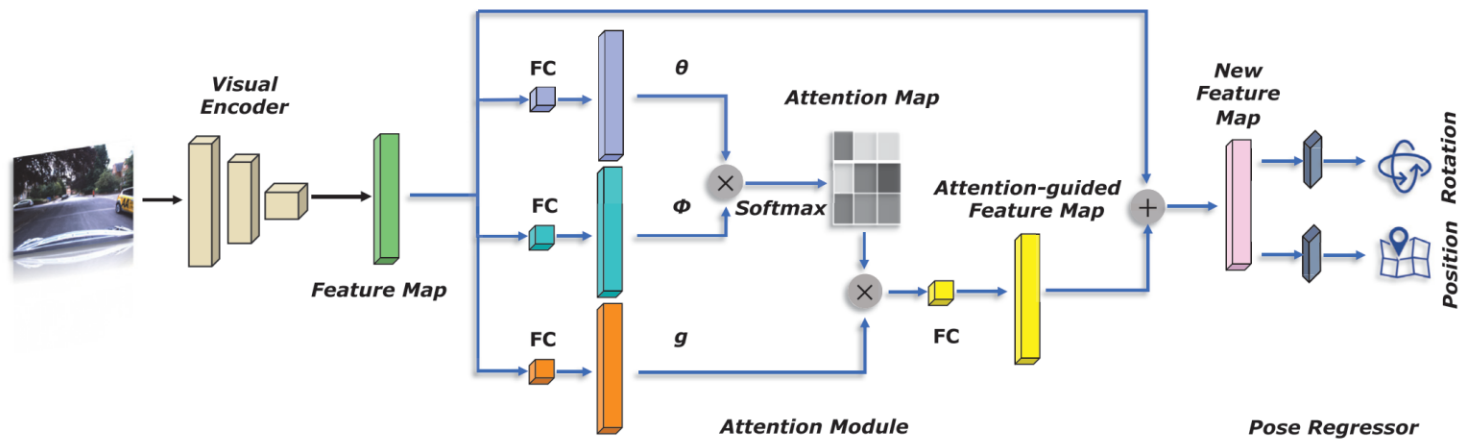 Visual
Encoder
Feature Map
FC
θ
FC
Φ
FC
g
Softmax
Attention Map
Attention-guided
Feature Map
FC
New
Feature
Map
Rotation
Position
Attention Module
Pose Regressor